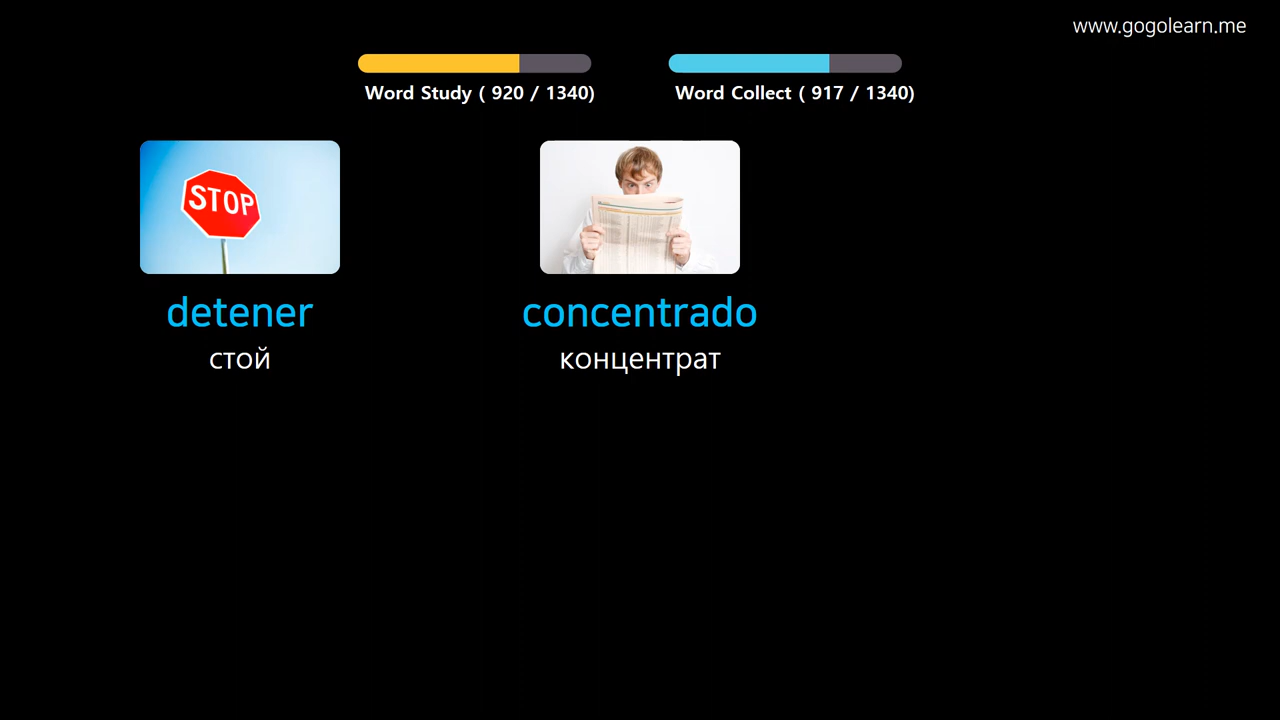 www.gogolearn.me
Word Study ( 920 / 1340)
Word Collect ( 917 / 1340)
STOP
detener
concentrado
стой
концентрат